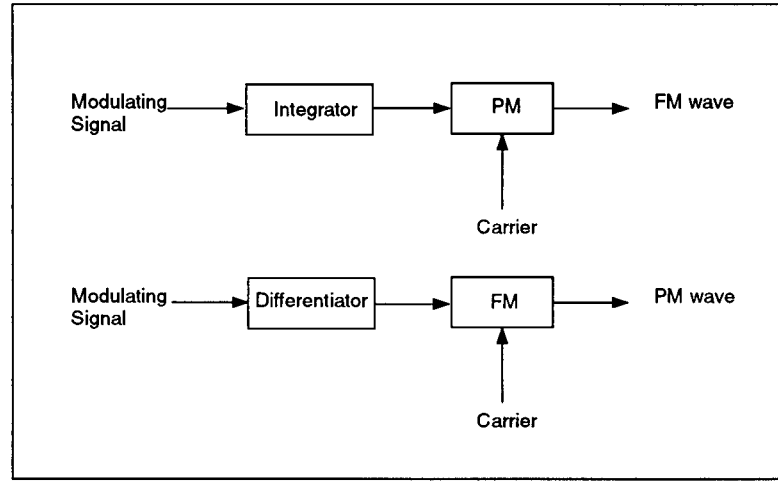 Modulating
Signal
Integrator
PM
FM wave
Carrier
Modulating
Signal
Differentiator
FM
PM wave
Carrier